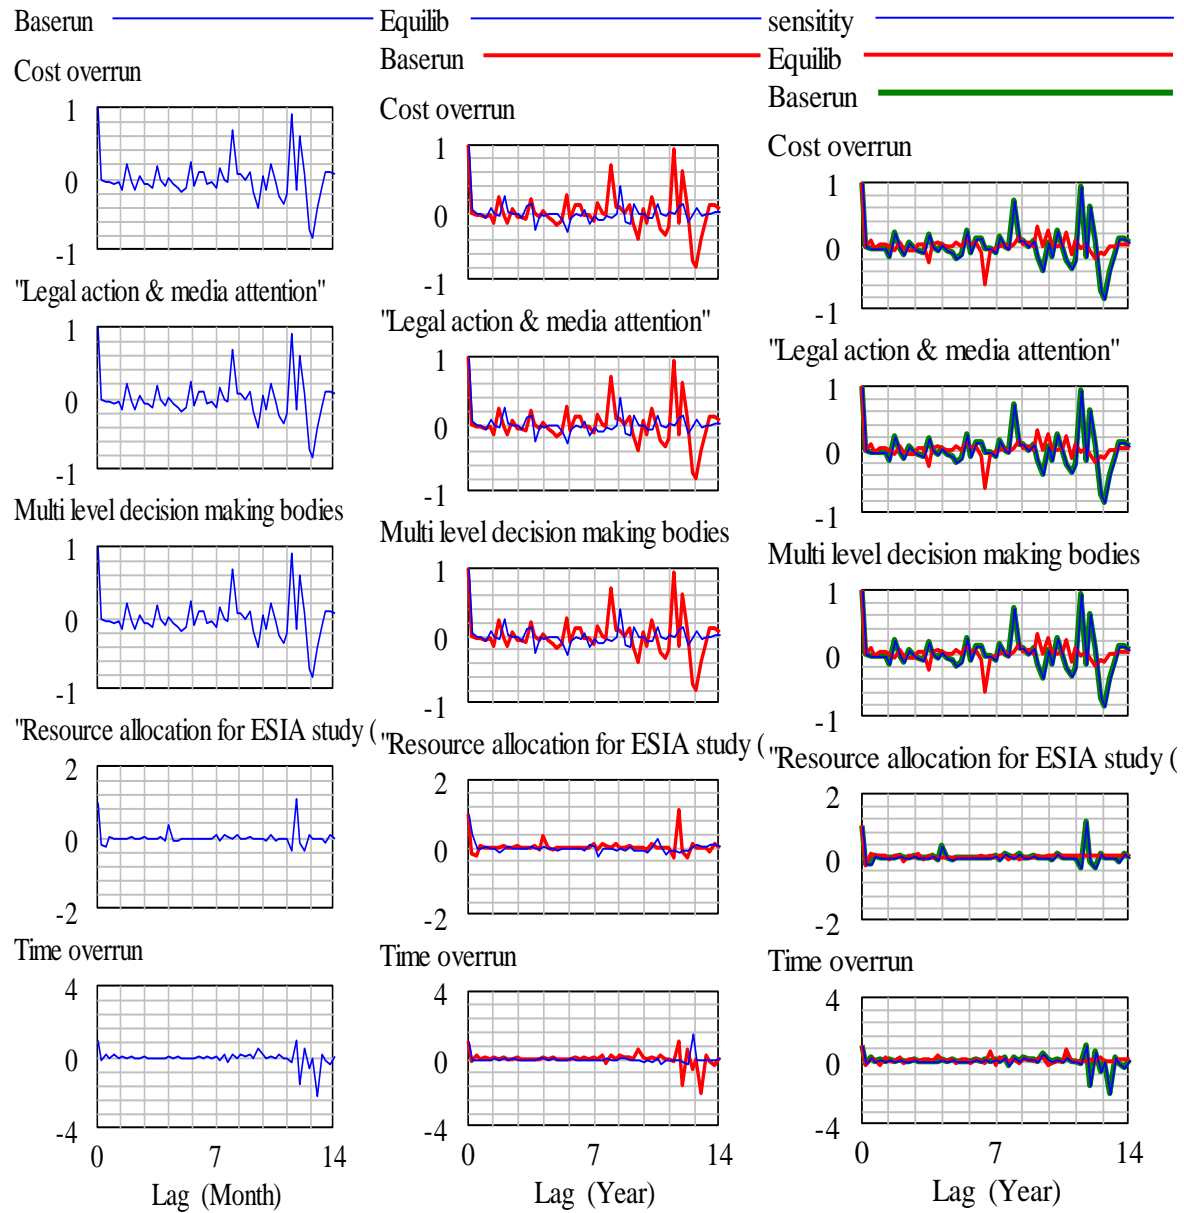 Baserun
Cost overrun
1
0
-1
"Legal action & media attention"
1
0
-1
Multi level decision making bodies
1
0
-1
"Resource allocation for ESIA study (
2
0
-2
Time overrun
4
0
-4
0 7 14
Lag (Month)
Equilib
Baserun
Cost overrun
1
0
-1
"Legal action & media attention"
1
0
-1
Multi level decision making bodies
1
0
-1
"Resource allocation for ESIA study (
2
0
-2
Time overrun
4
0
-4
0 7 14
Lag (Year)
sensitity
Equilib
Baserun
Cost overrun
1
0
-1
"Legal action & media attention"
1
0
-1
Multi level decision making bodies
1
0
-1
"Resource allocation for ESIA study (
2
0
-2
Time overrun
4
0
-4
0 7 14
Lag (Year)